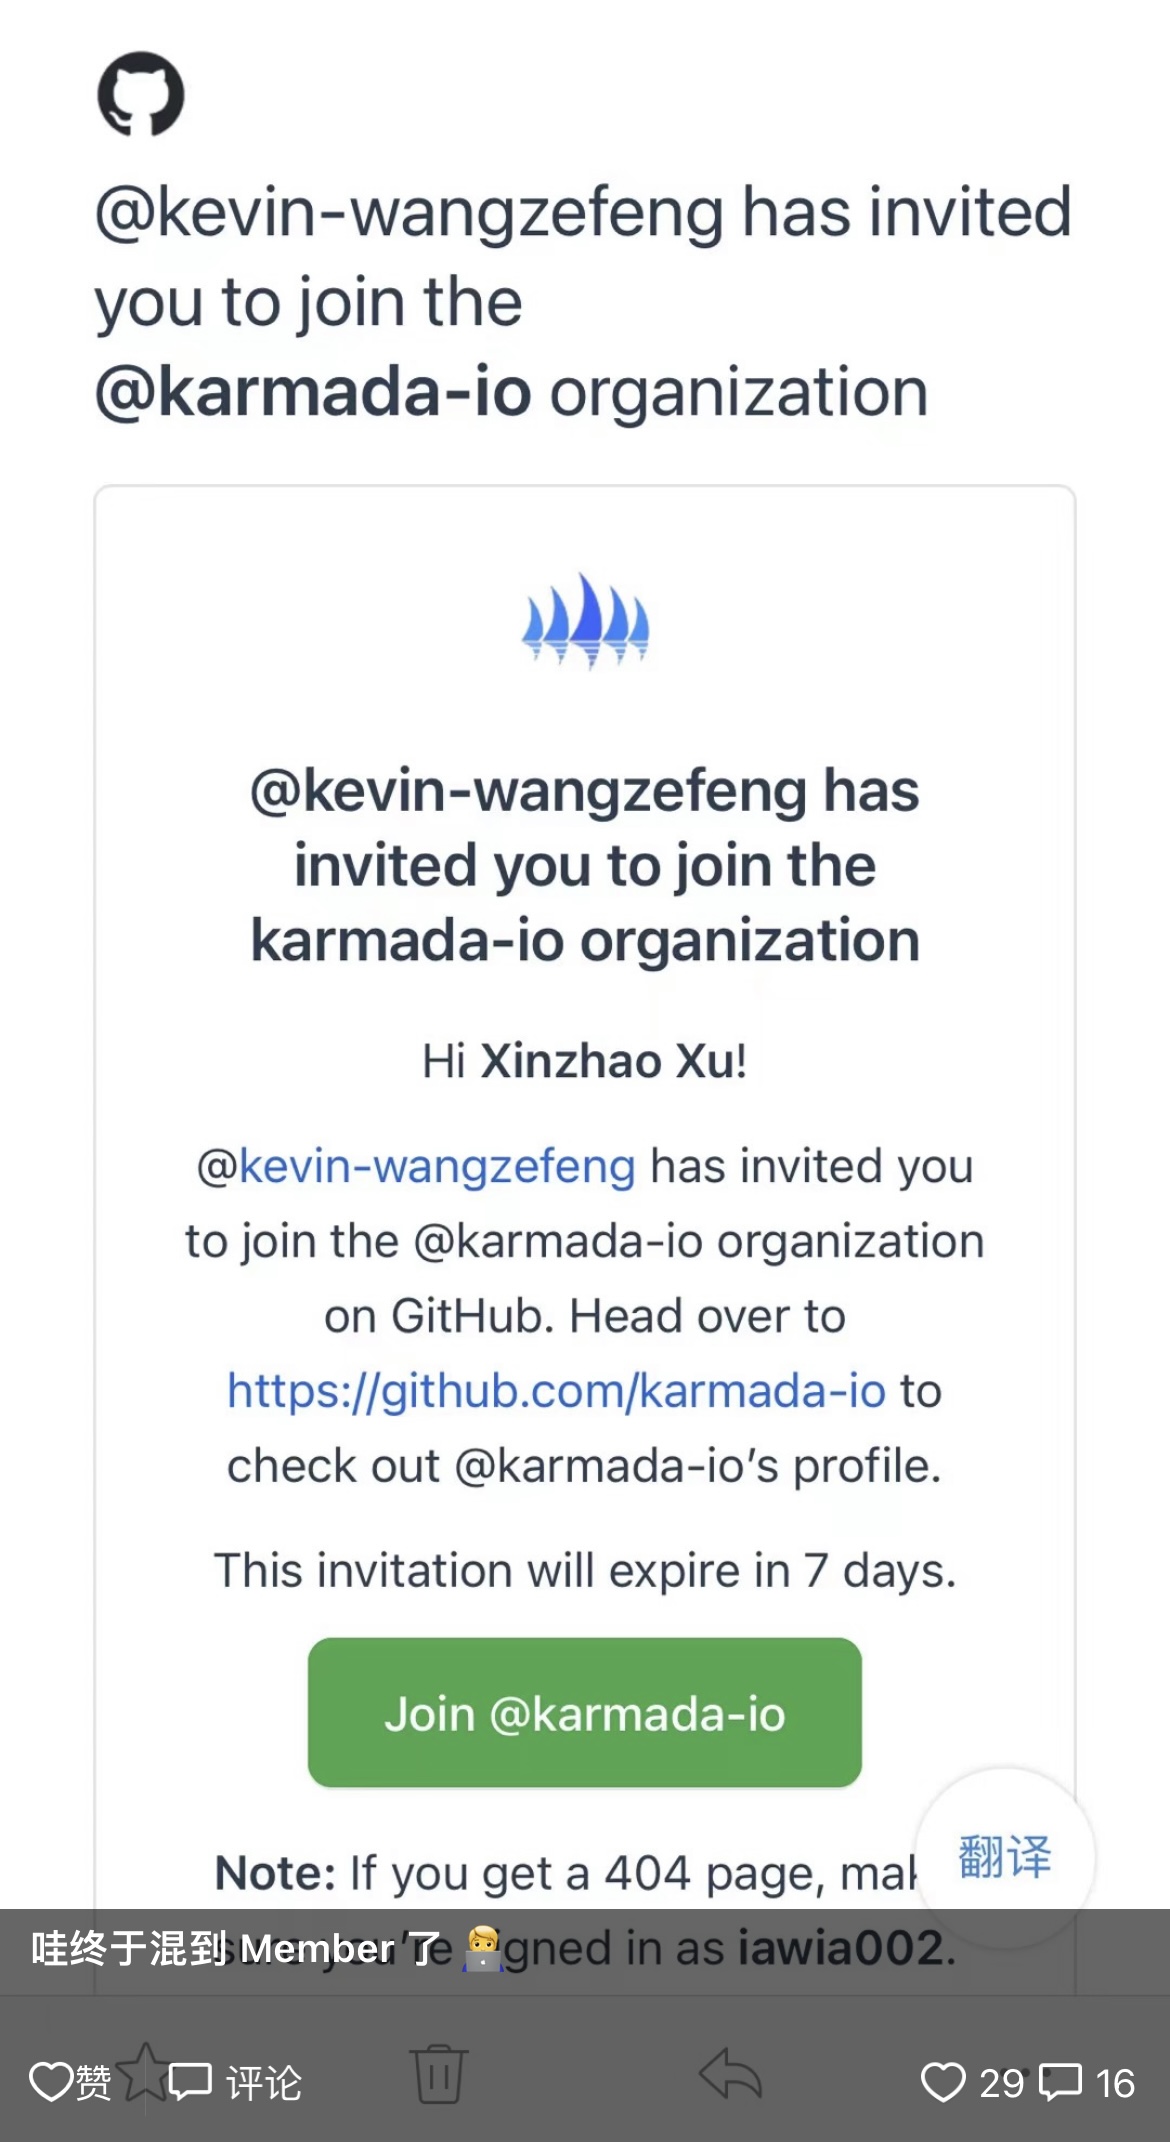 @kevin-wangzefeng has invited
you to join the
@karmada-io organization
@kevin-wangzefeng has
invited you to join the
karmada-io organization
Hi Xinzhao Xu!
@kevin-wangzefeng has invited you
to join the @karmada-io organization
on GitHub. Head over to
https://github.com/karmada-io to
check out @karmada-io’s profile.
This invitation will expire in 7 days.
Join @karmada-io
翻译
Note: If you get a 404 page,
sure you’re signed in as iawia002.
哇终于混到 Member 了 🧑‍💻
赞 评论 29 16